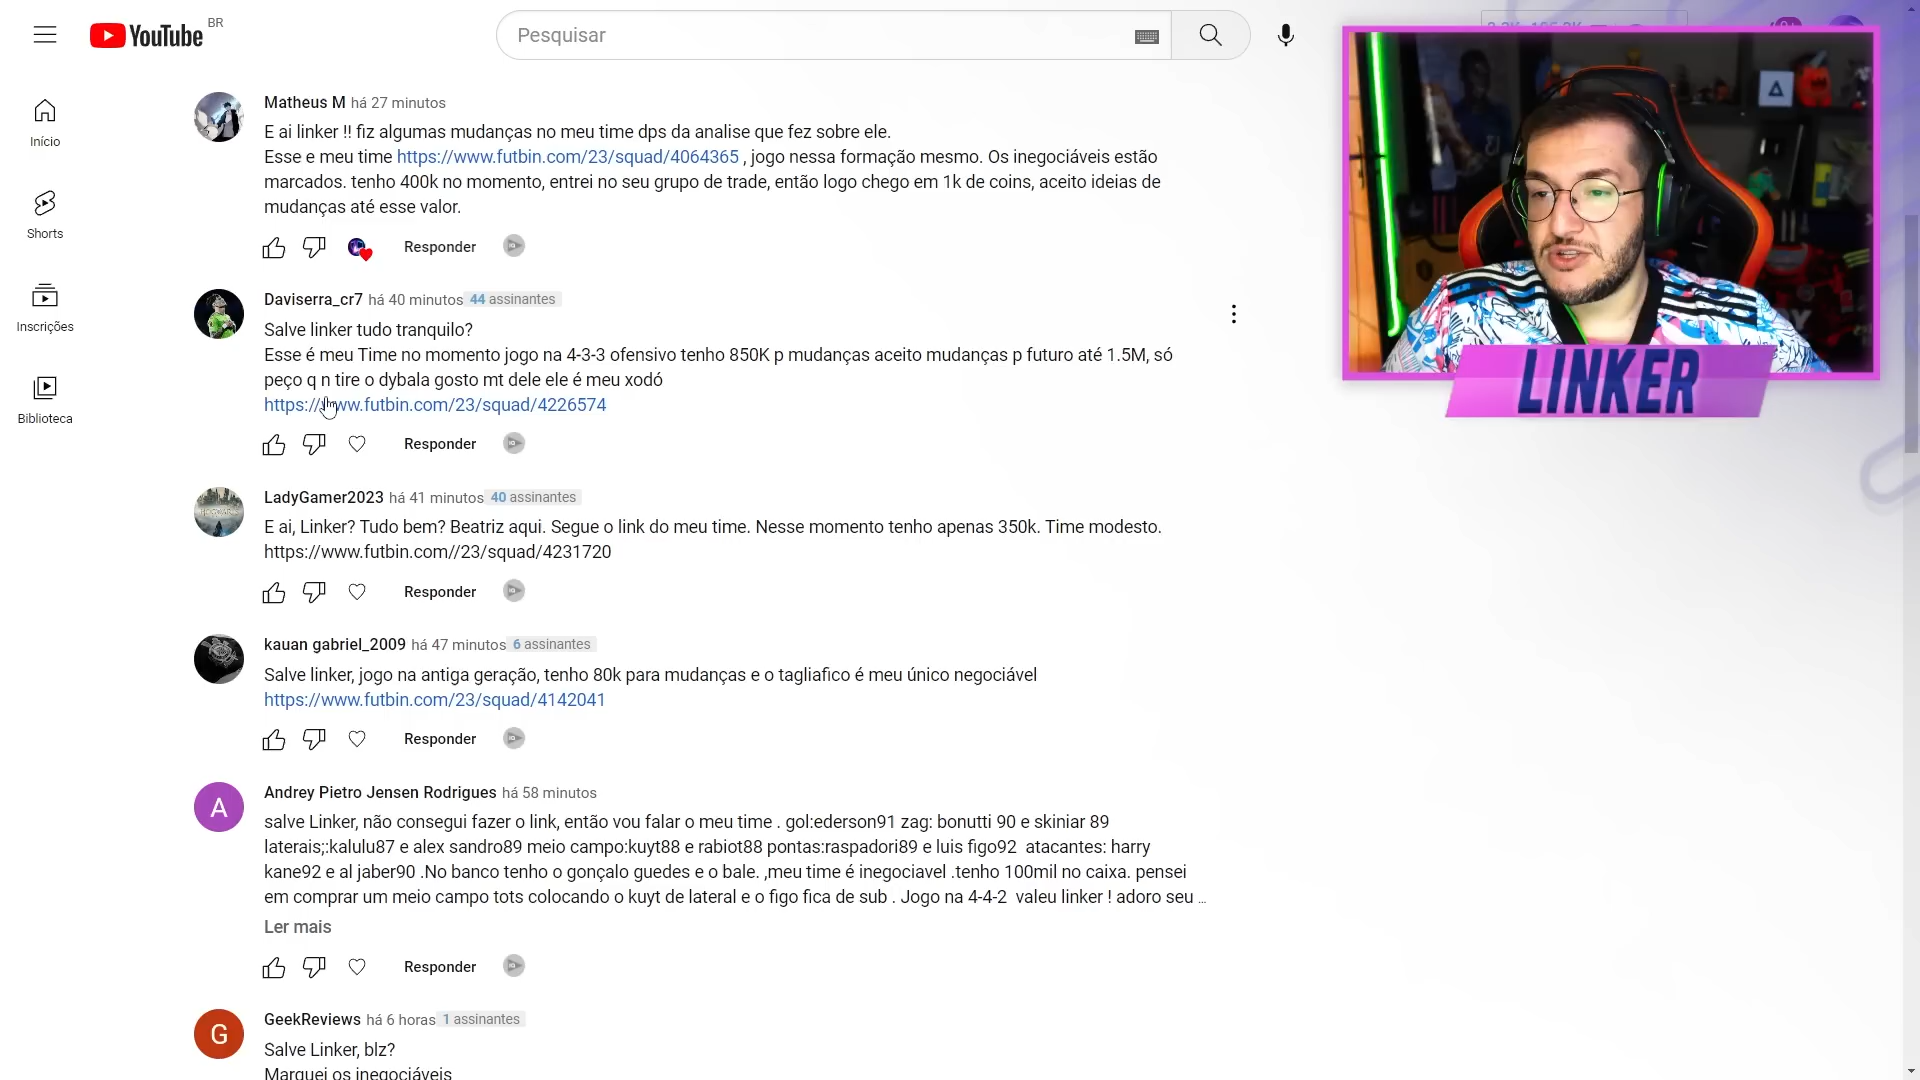 YouTube BR
Pesquisar
Início
Shorts
Inscrições
Biblioteca
Matheus M há 27 minutos
E ai linker !! fiz algumas mudanças no meu time dps da analise que fez sobre ele.
Esse e meu time https://www.futbin.com/23/squad/4064365 , jogo nessa formação mesmo. Os inegociáveis estão
marcados. tenho 400k no momento, entrei no seu grupo de trade, então logo chego em 1k de coins, aceito ideias de
mudanças até esse valor.
Responder
Daviserra_cr7 há 40 minutos 44 assinantes
Salve linker tudo tranquilo?
Esse é meu Time no momento jogo na 4-3-3 ofensivo tenho 850K p mudanças aceito mudanças p futuro até 1.5M, só
peço q n tire o dybala gosto mt dele ele é meu xodó
https://www.futbin.com/23/squad/4226574
Responder
LadyGamer2023 há 41 minutos 40 assinantes
E ai, Linker? Tudo bem? Beatriz aqui. Segue o link do meu time. Nesse momento tenho apenas 350k. Time modesto.
https://www.futbin.com//23/squad/4231720
Responder
kauan gabriel_2009 há 47 minutos 6 assinantes
Salve linker, jogo na antiga geração, tenho 80k para mudanças e o tagliafico é meu único negociável
https://www.futbin.com/23/squad/4142041
Responder
A
Andrey Pietro Jensen Rodrigues há 58 minutos
salve Linker, não consegui fazer o link, então vou falar o meu time . gol:ederson91 zag: bonutti 90 e skiniar 89
laterais;:kalulu87 e alex sandro89 meio campo:kuyt88 e rabiot88 pontas:raspadori89 e luis figo92 atacantes: harry
kane92 e al jaber90 .No banco tenho o gonçalo guedes e o bale. ,meu time é inegociavel .tenho 100mil no caixa. pensei
em comprar um meio campo tots colocando o kuyt de lateral e o figo fica de sub . Jogo na 4-4-2 valeu linker ! adoro seu ...
Ler mais
Responder
G
GeekReviews há 6 horas 1 assinantes
Salve Linker, blz?
Marquei os inegociáveis
LINKER